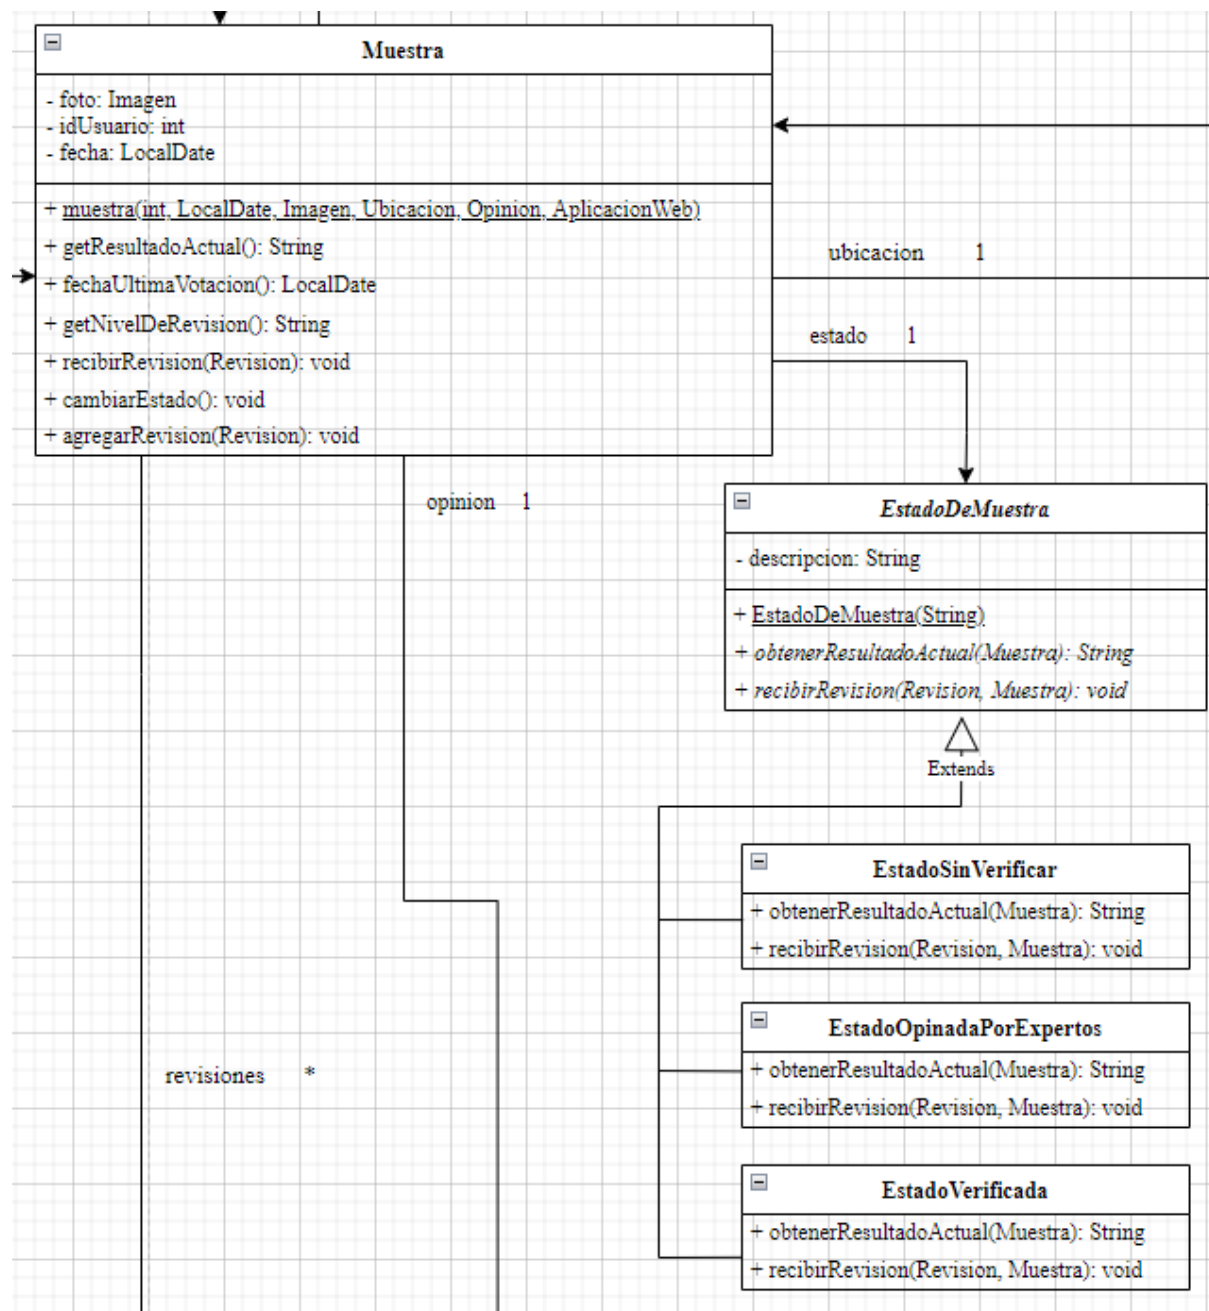 Muestra
- foto: Imagen
- idUsuario: int
- fecha: LocalDate
+ muestra(int, LocalDate, Imagen, Ubicacion, Opinion, AplicacionWeb)
+ getResultadoActual(): String
+ fechaUltimaVotacion(): LocalDate
+ getNivelDeRevision(): String
+ recibirRevision(Revision): void
+ cambiarEstado(): void
+ agregarRevision(Revision): void
ubicacion 1
estado 1
opinion 1
EstadoDeMuestra
- descripcion: String
+ EstadoDeMuestra(String)
+ obtenerResultadoActual(Muestra): String
+ recibirRevision(Revision, Muestra): void
Extends
EstadoSinVerificar
+ obtenerResultadoActual(Muestra): String
+ recibirRevision(Revision, Muestra): void
EstadoOpinadaPorExpertos
+ obtenerResultadoActual(Muestra): String
+ recibirRevision(Revision, Muestra): void
revisiones *
EstadoVerificada
+ obtenerResultadoActual(Muestra): String
+ recibirRevision(Revision, Muestra): void